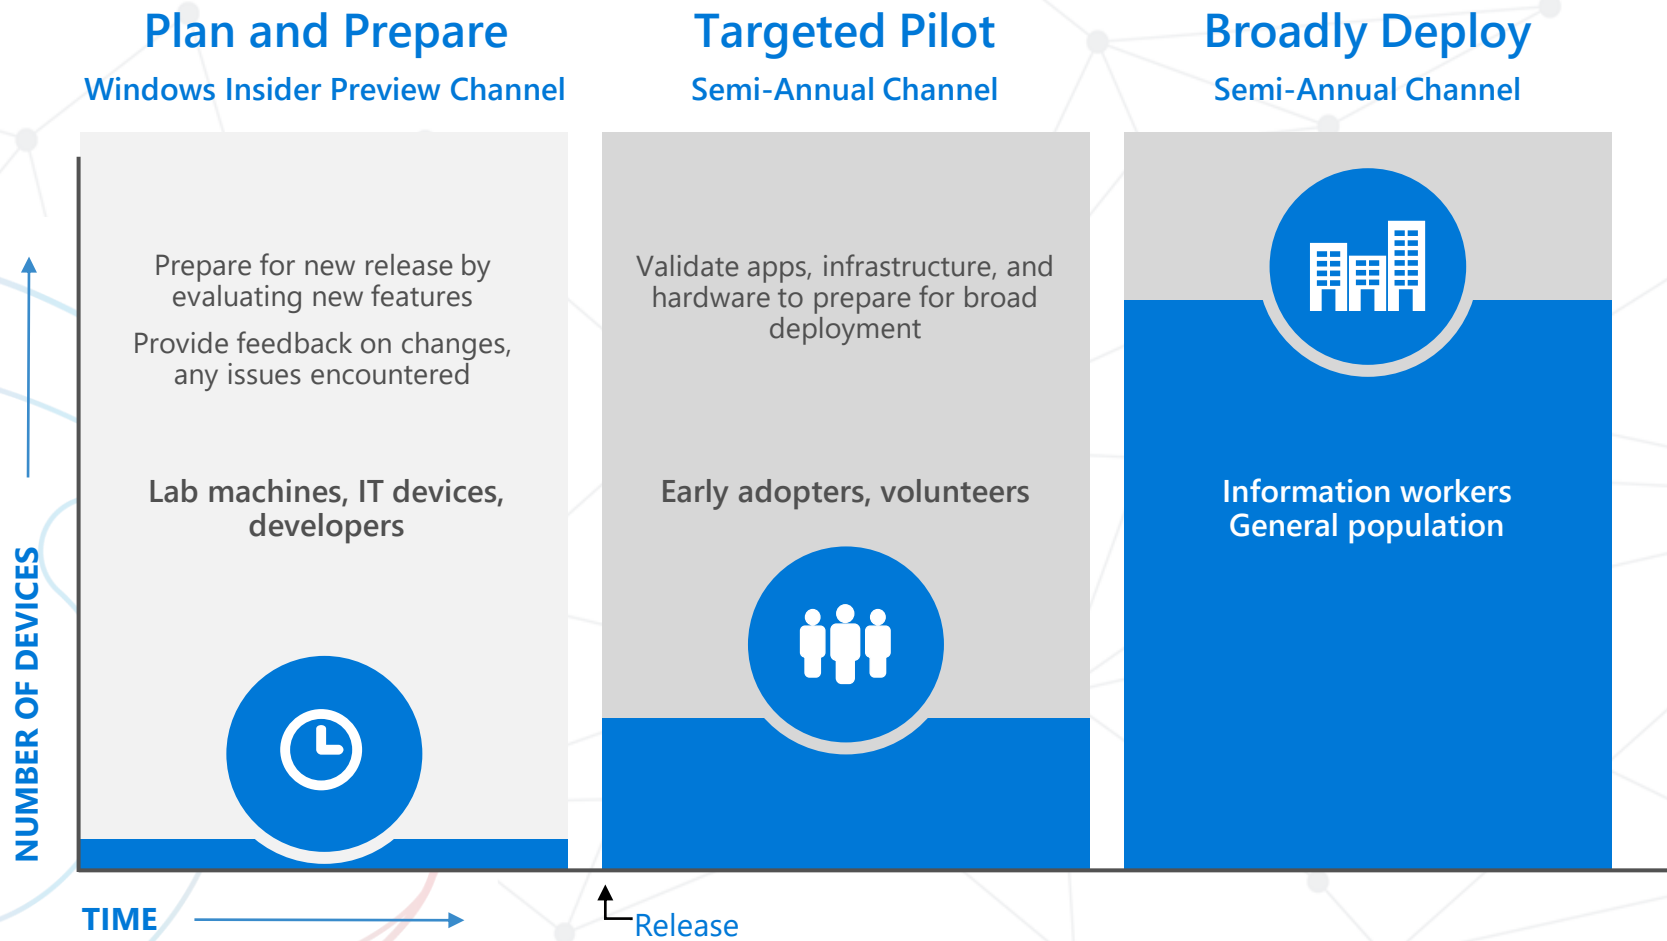 Plan and Prepare
Windows Insider Preview Channel
Targeted Pilot
Semi-Annual Channel
Broadly Deploy
Semi-Annual Channel
Prepare for new release by
evaluating new features
Provide feedback on changes,
any issues encountered
Lab machines, IT devices,
developers
Validate apps, infrastructure, and
hardware to prepare for broad
deployment
Early adopters, volunteers
Information workers
General population
NUMBER OF DEVICES
TIME
Release